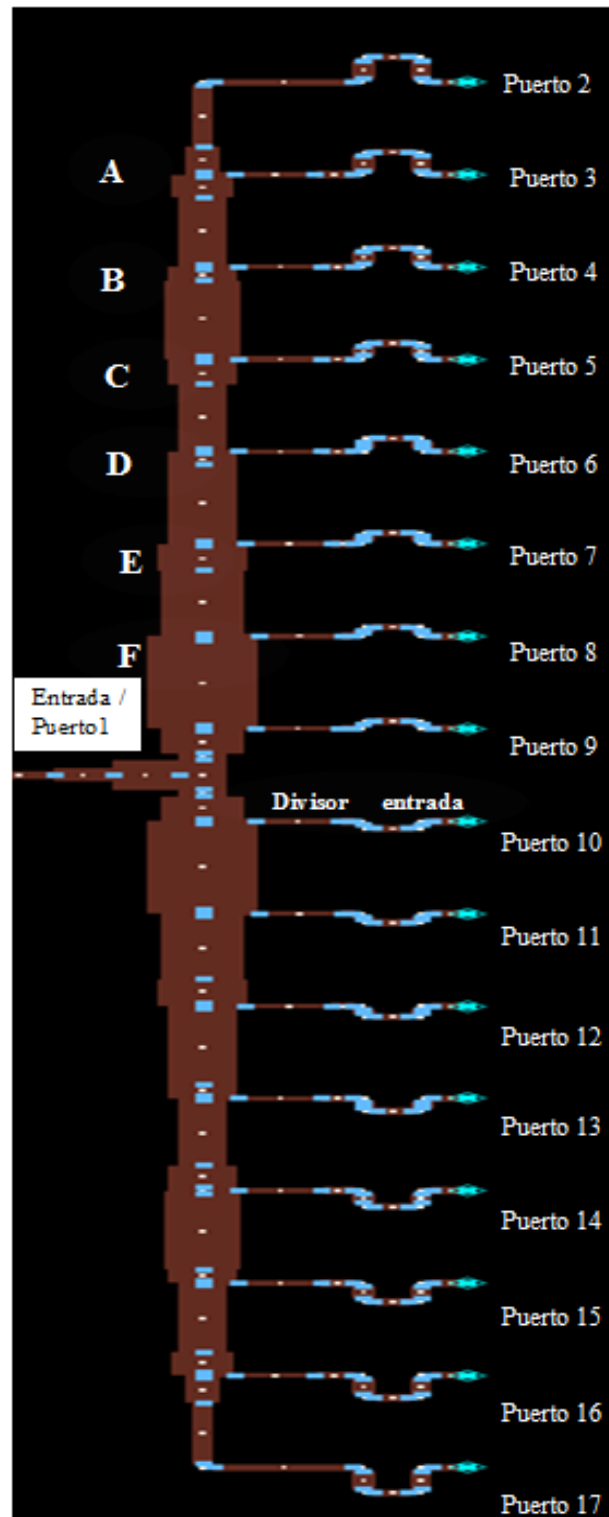 Puerto 2
A
Puerto 3
B
Puerto 4
C
Puerto 5
D
Puerto 6
E
Puerto 7
F
Puerto 8
Entrada /
Puerto1
Puerto 9
Divisor entrada
Puerto 10
Puerto 11
Puerto 12
Puerto 13
Puerto 14
Puerto 15
Puerto 16
Puerto 17